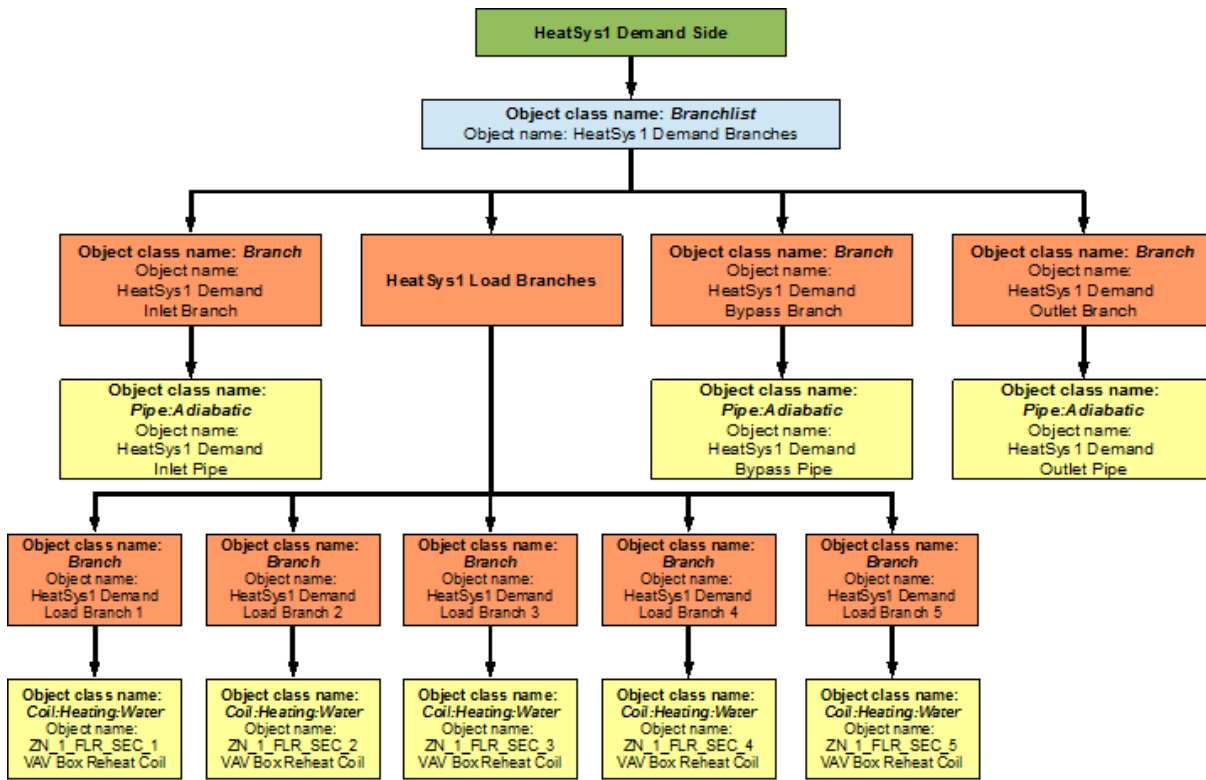 HeatSys1 Demand Side
Object class name: Branchlist
Object name: HeatSys1 Demand Branches
Object class name: Branch
Object name:
HeatSys1 Demand
Inlet Branch
HeatSys1 Load Branches
Object class name: Branch
Object name:
HeatSys1 Demand
Bypass Branch
Object class name: Branch
Object name:
HeatSys1 Demand
Outlet Branch
Object class name:
Pipe:Adiabatic
Object name:
HeatSys1 Demand
Inlet Pipe
Object class name:
Pipe:Adiabatic
Object name:
HeatSys1 Demand
Bypass Pipe
Object class name:
Pipe:Adiabatic
Object name:
HeatSys1 Demand
Outlet Pipe
Object class name:
Branch
Object name:
HeatSys1 Demand
Load Branch 1
Object class name:
Branch
Object name:
HeatSys1 Demand
Load Branch 2
Object class name:
Branch
Object name:
HeatSys1 Demand
Load Branch 3
Object class name:
Branch
Object name:
HeatSys1 Demand
Load Branch 4
Object class name:
Branch
Object name:
HeatSys1 Demand
Load Branch 5
Object class name:
Coil:Heating:Water
Object name:
ZN_1_FLR_SEC_1
VAV Box Reheat Coil
Object class name:
Coil:Heating:Water
Object name:
ZN_1_FLR_SEC_2
VAV Box Reheat Coil
Object class name:
Coil:Heating:Water
Object name:
ZN_1_FLR_SEC_3
VAV Box Reheat Coil
Object class name:
Coil:Heating:Water
Object name:
ZN_1_FLR_SEC_4
VAV Box Reheat Coil
Object class name:
Coil:Heating:Water
Object name:
ZN_1_FLR_SEC_5
VAV Box Reheat Coil